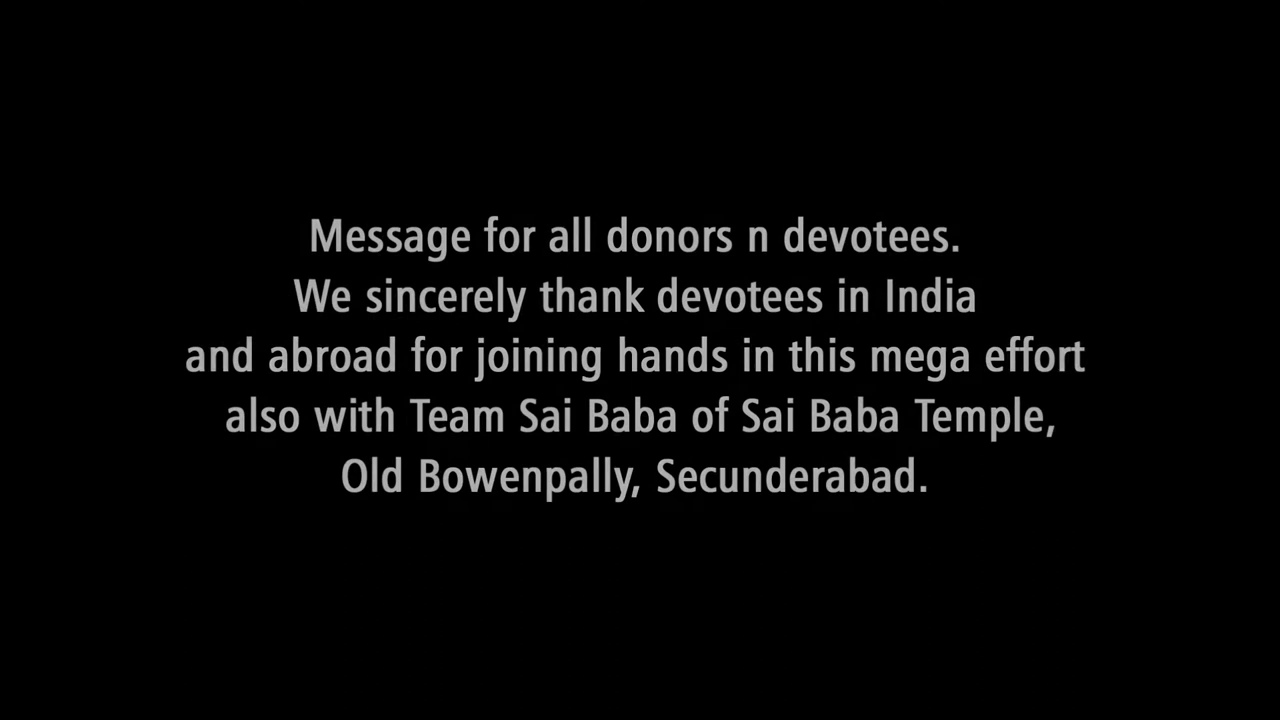 Message for all donors n devotees.
We sincerely thank devotees in India
and abroad for joining hands in this mega effort
also with Team Sai Baba of Sai Baba Temple,
Old Bowenpally, Secunderabad.